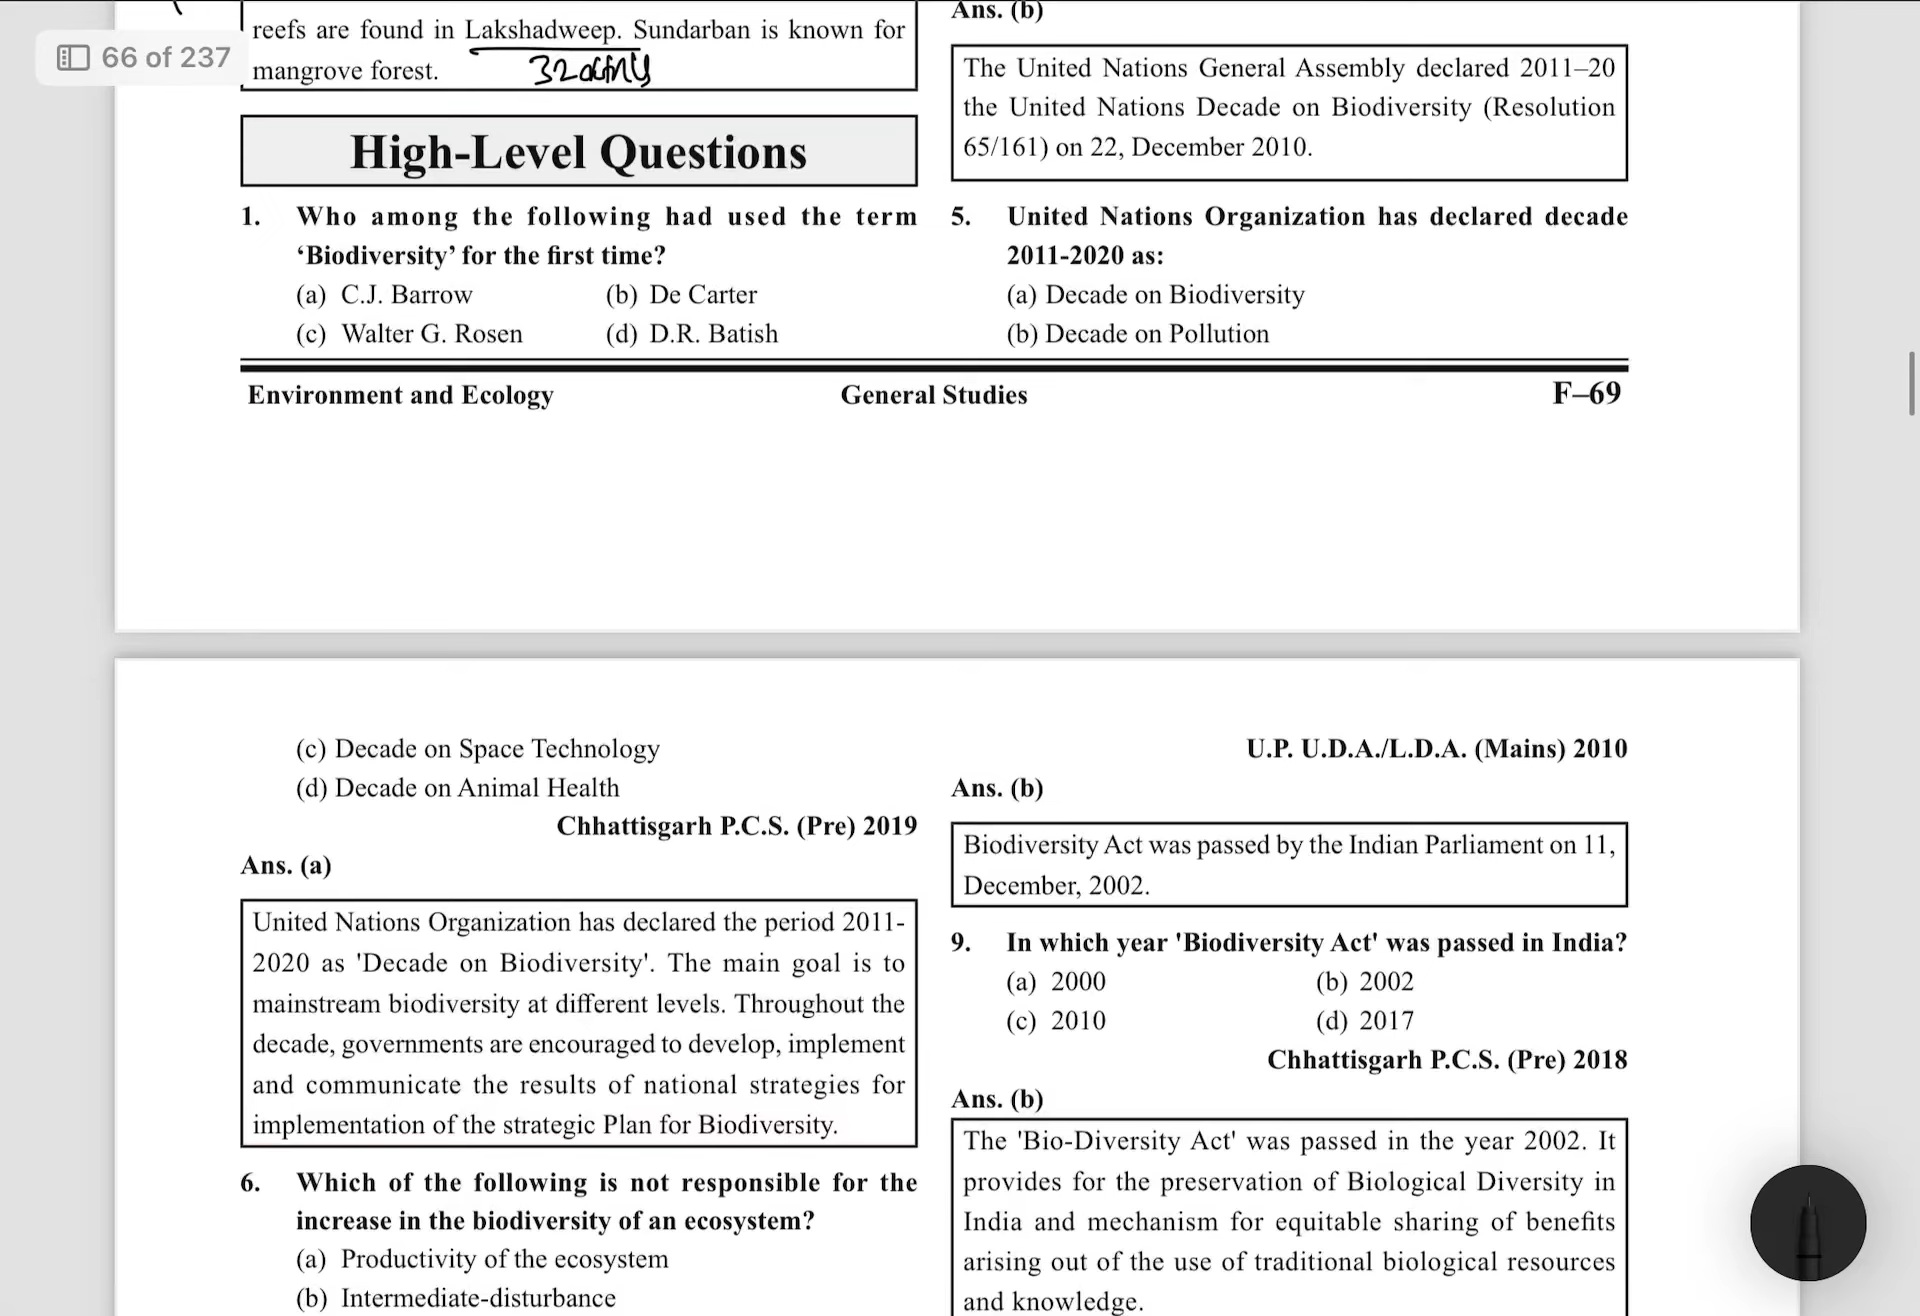 66 of 237
reefs are found in Lakshadweep. Sundarban is known for
mangrove forest.
High-Level Questions
1. Who among the following had used the term
‘Biodiversity’ for the first time?
(a) C.J. Barrow (b) De Carter
(c) Walter G. Rosen (d) D.R. Batish
Ans. (b)
The United Nations General Assembly declared 2011–20
the United Nations Decade on Biodiversity (Resolution
65/161) on 22, December 2010.
5. United Nations Organization has declared decade
2011-2020 as:
(a) Decade on Biodiversity
(b) Decade on Pollution
Environment and Ecology General Studies F–69
(c) Decade on Space Technology
(d) Decade on Animal Health
Chhattisgarh P.C.S. (Pre) 2019
Ans. (a)
United Nations Organization has declared the period 2011-
2020 as 'Decade on Biodiversity'. The main goal is to
mainstream biodiversity at different levels. Throughout the
decade, governments are encouraged to develop, implement
and communicate the results of national strategies for
implementation of the strategic Plan for Biodiversity.
6. Which of the following is not responsible for the
increase in the biodiversity of an ecosystem?
(a) Productivity of the ecosystem
(b) Intermediate-disturbance
U.P. U.D.A./L.D.A. (Mains) 2010
Ans. (b)
Biodiversity Act was passed by the Indian Parliament on 11,
December, 2002.
9. In which year 'Biodiversity Act' was passed in India?
(a) 2000 (b) 2002
(c) 2010 (d) 2017
Chhattisgarh P.C.S. (Pre) 2018
Ans. (b)
The 'Bio-Diversity Act' was passed in the year 2002. It
provides for the preservation of Biological Diversity in
India and mechanism for equitable sharing of benefits
arising out of the use of traditional biological resources
and knowledge.